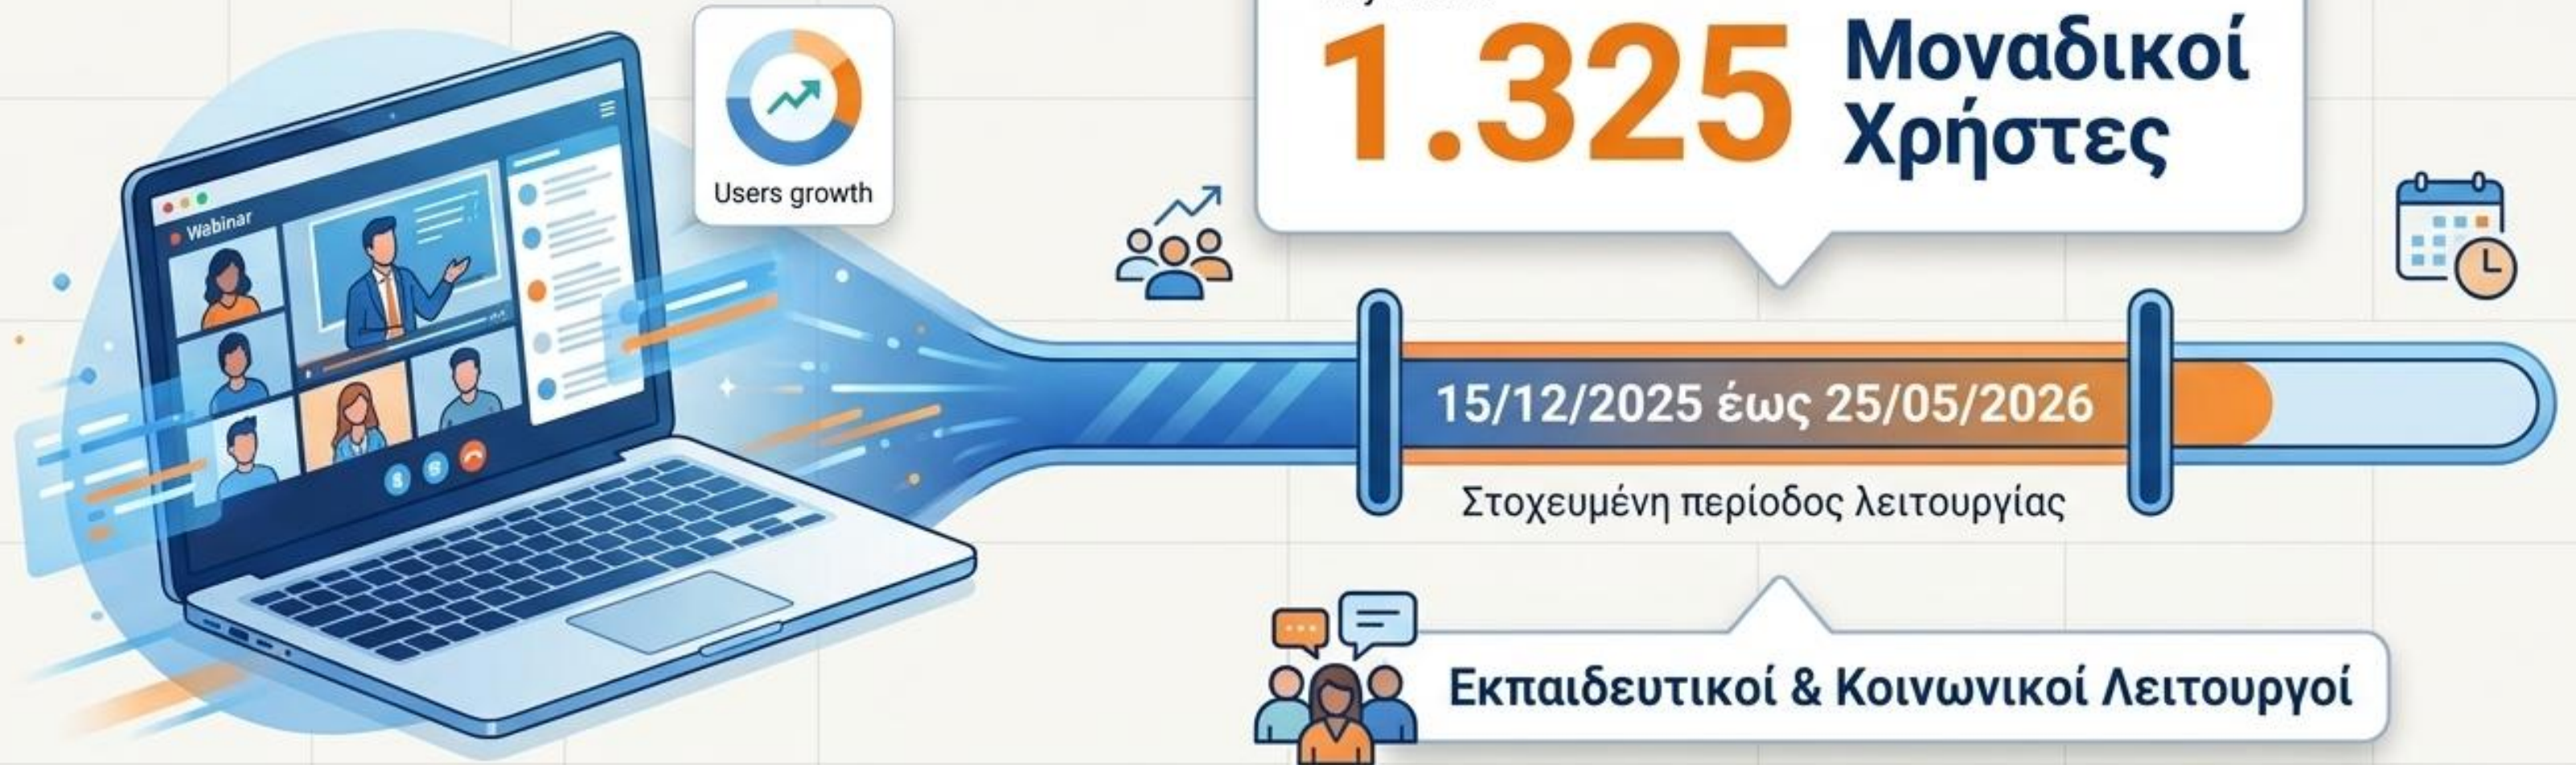 1.325
Μοναδικοί
Χρήστες
Users growth
Webinar
15/12/2025 έως 25/05/2026
Στοχευμένη περίοδος λειτουργίας
Εκπαιδευτικοί & Κοινωνικοί Λειτουργοί